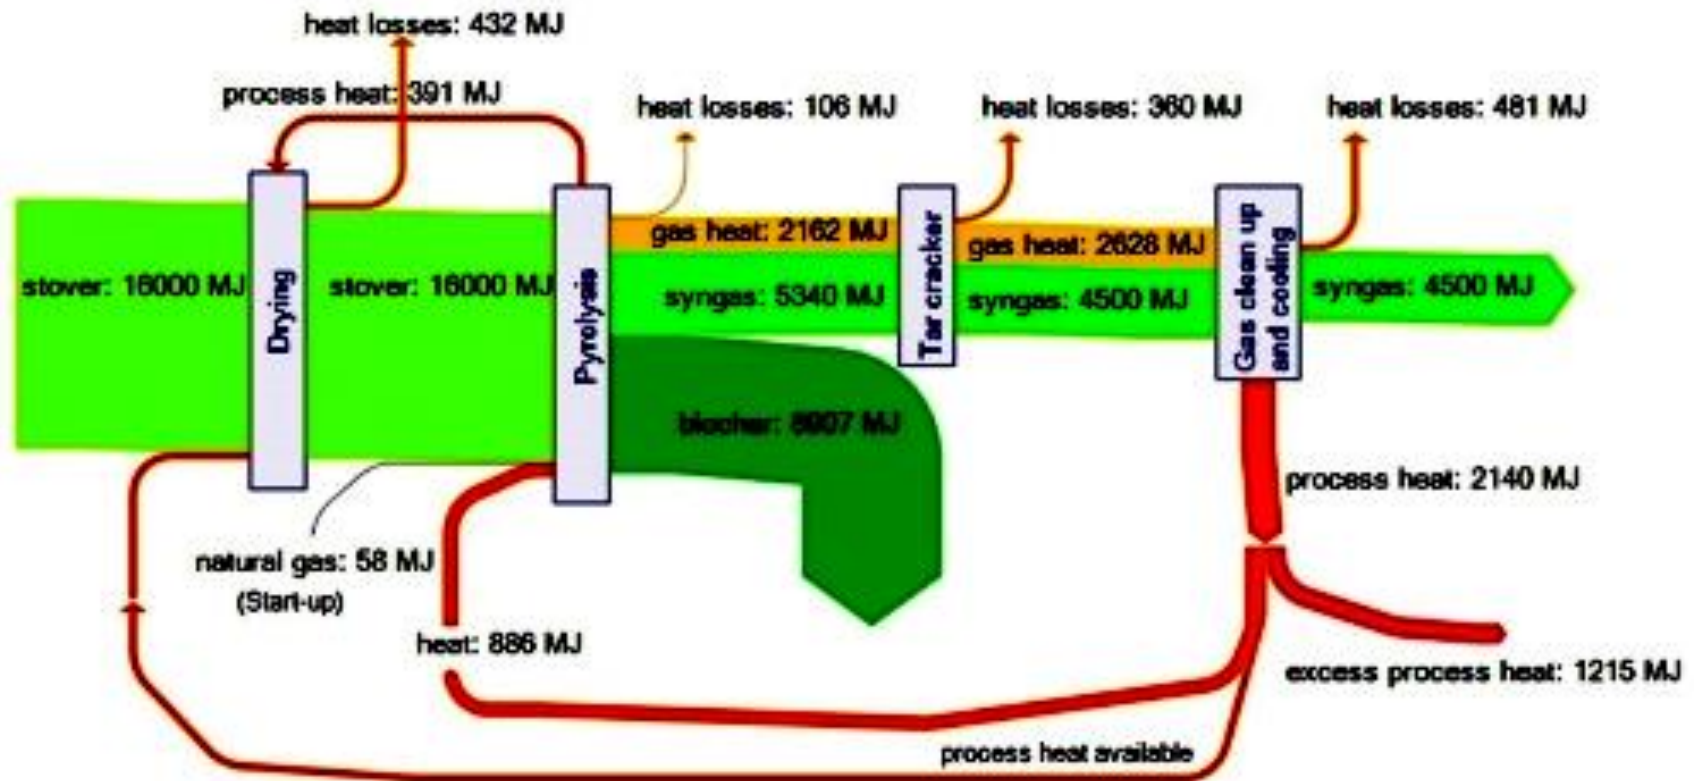 heat losses: 432 MJ
process heat: 391 MJ
heat losses: 106 MJ
heat losses: 360 MJ
heat losses: 481 MJ
stover: 16000 MJ
Drying
stover: 16000 MJ
Pyrolysis
gas heat: 2162 MJ
syngas: 5340 MJ
Tar cracker
gas heat: 2628 MJ
syngas: 4500 MJ
Gas clean up
and cooling
syngas: 4500 MJ
biochar: 8907 MJ
process heat: 2140 MJ
natural gas: 58 MJ
(Start-up)
heat: 886 MJ
excess process heat: 1215 MJ
process heat available